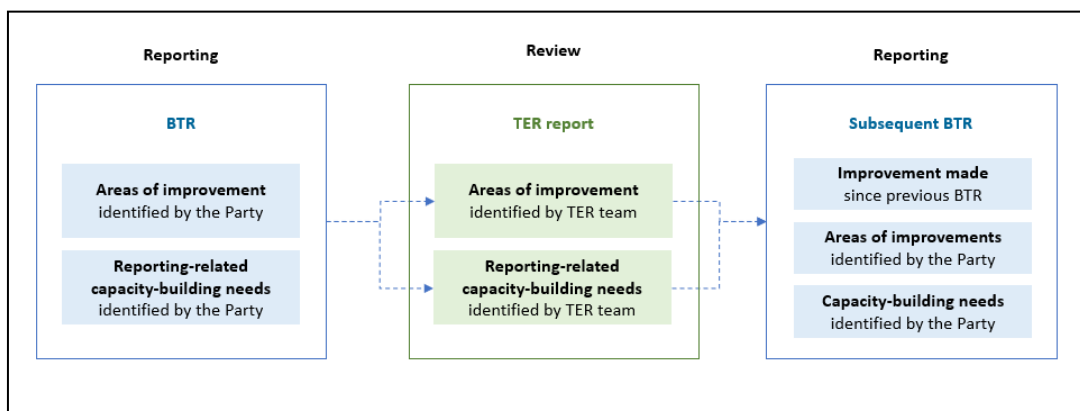 Reporting
BTR
Areas of improvement
identified by the Party
Reporting-related
capacity-building needs
identified by the Party
Review
TER report
Areas of improvement
identified by TER team
Reporting-related
capacity-building needs
identified by TER team
Reporting
Subsequent BTR
Improvement made
since previous BTR
Areas of improvements
identified by the Party
Capacity-building needs
identified by the Party